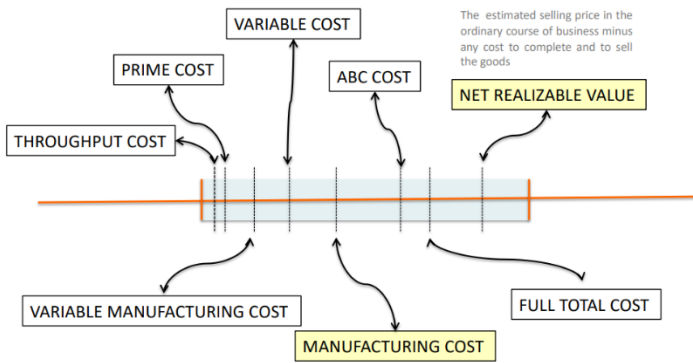 VARIABLE COST
The estimated selling price in the
ordinary course of business minus
any cost to complete and to sell
the goods
PRIME COST
ABC COST
NET REALIZABLE VALUE
THROUGHPUT COST
VARIABLE MANUFACTURING COST
FULL TOTAL COST
MANUFACTURING COST